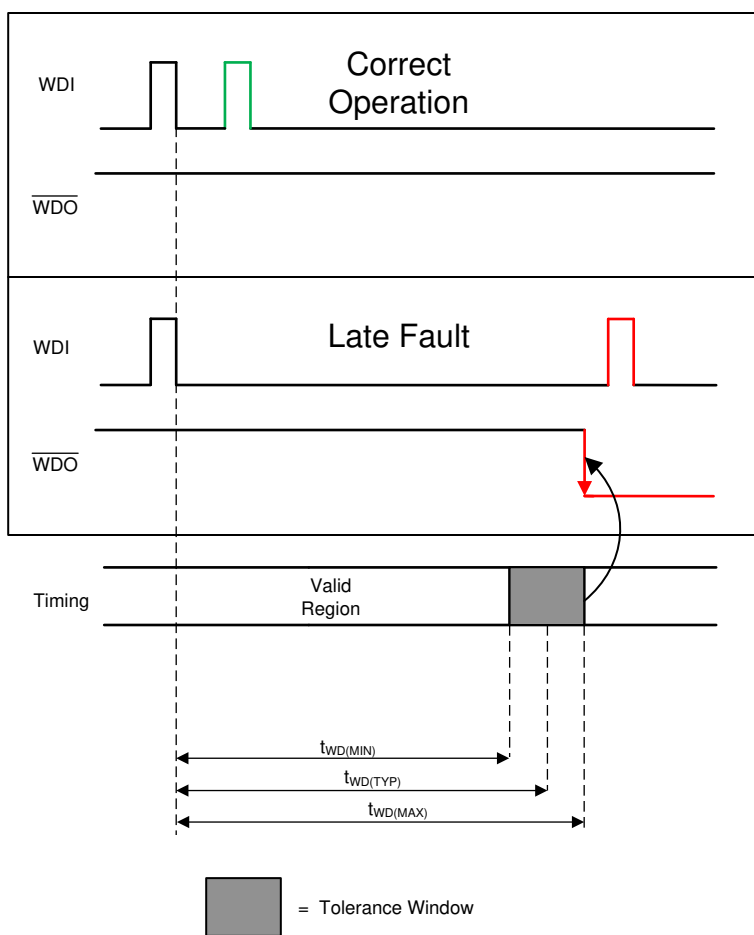 WDI
Correct
Operation
WDO
WDI
Late Fault
WDO
Timing
Valid
Region
tWD(MIN)
tWD(TYP)
tWD(MAX)
= Tolerance Window